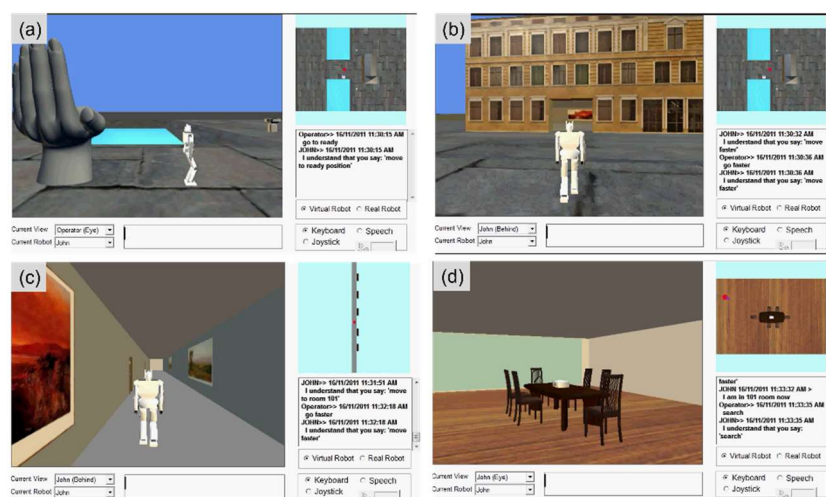 (a)
Operator>> 16/11/2011 11:30:15 AM
go to ready
JOHN>> 16/11/2011 11:30:15 AM
I understand that you say: 'move
to ready position'
Virtual Robot Real Robot
Current View Operator (Eye)
Current Robot John
Keyboard Speech
Joystick
(b)
JOHN>> 16/11/2011 11:30:32 AM
I understand that you say: 'move
faster'
Operator>> 16/11/2011 11:30:36 AM
go faster
JOHN>> 16/11/2011 11:30:36 AM
I understand that you say: 'move
faster'
Virtual Robot Real Robot
Current View John (Behind)
Current Robot John
Keyboard Speech
Joystick
(c)
JOHN>> 16/11/2011 11:31:51 AM
I understand that you say: 'move
to room 101'
Operator>> 16/11/2011 11:32:18 AM
go faster
JOHN>> 16/11/2011 11:32:18 AM
I understand that you say: 'move
faster'
Virtual Robot Real Robot
Current View John (Behind)
Current Robot John
Keyboard Speech
Joystick
(d)
faster'
JOHN 16/11/2011 11:33:32 AM >
I am in 101 room now
Operator>> 16/11/2011 11:33:35 AM
search
JOHN>> 16/11/2011 11:33:35 AM
I understand that you say:
'search'
Virtual Robot Real Robot
Current View John (Eye)
Current Robot John
Keyboard Speech
Joystick